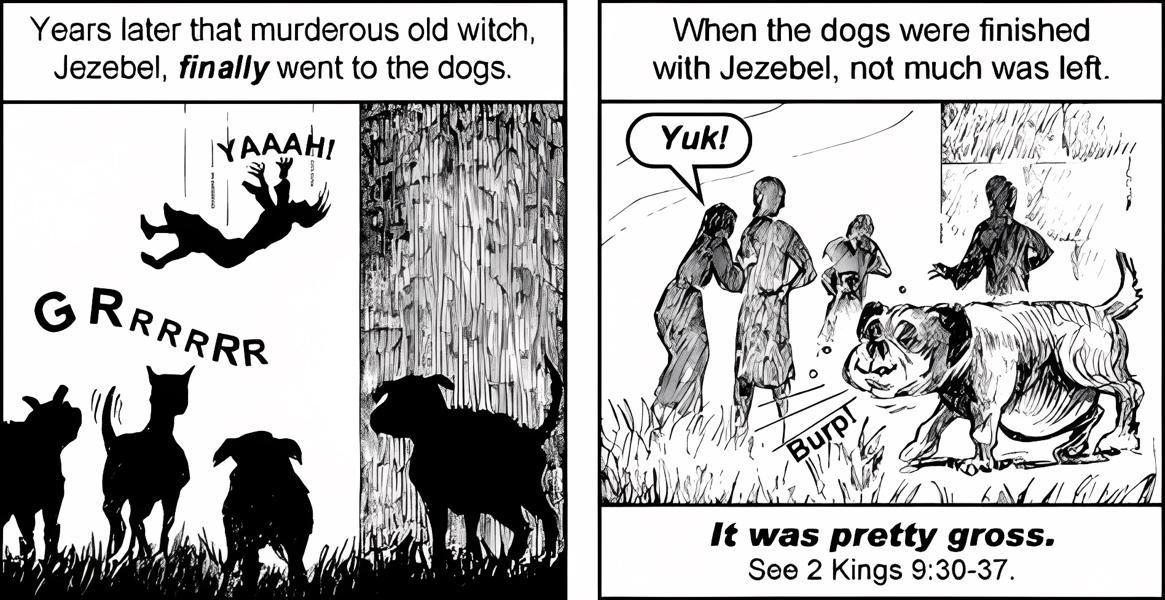 Years later that murderous old witch,
Jezebel, finally went to the dogs.
YAAAH!
GRRRRRRR
When the dogs were finished
with Jezebel, not much was left.
Yuk!
Burp!
It was pretty gross.
See 2 Kings 9:30-37.